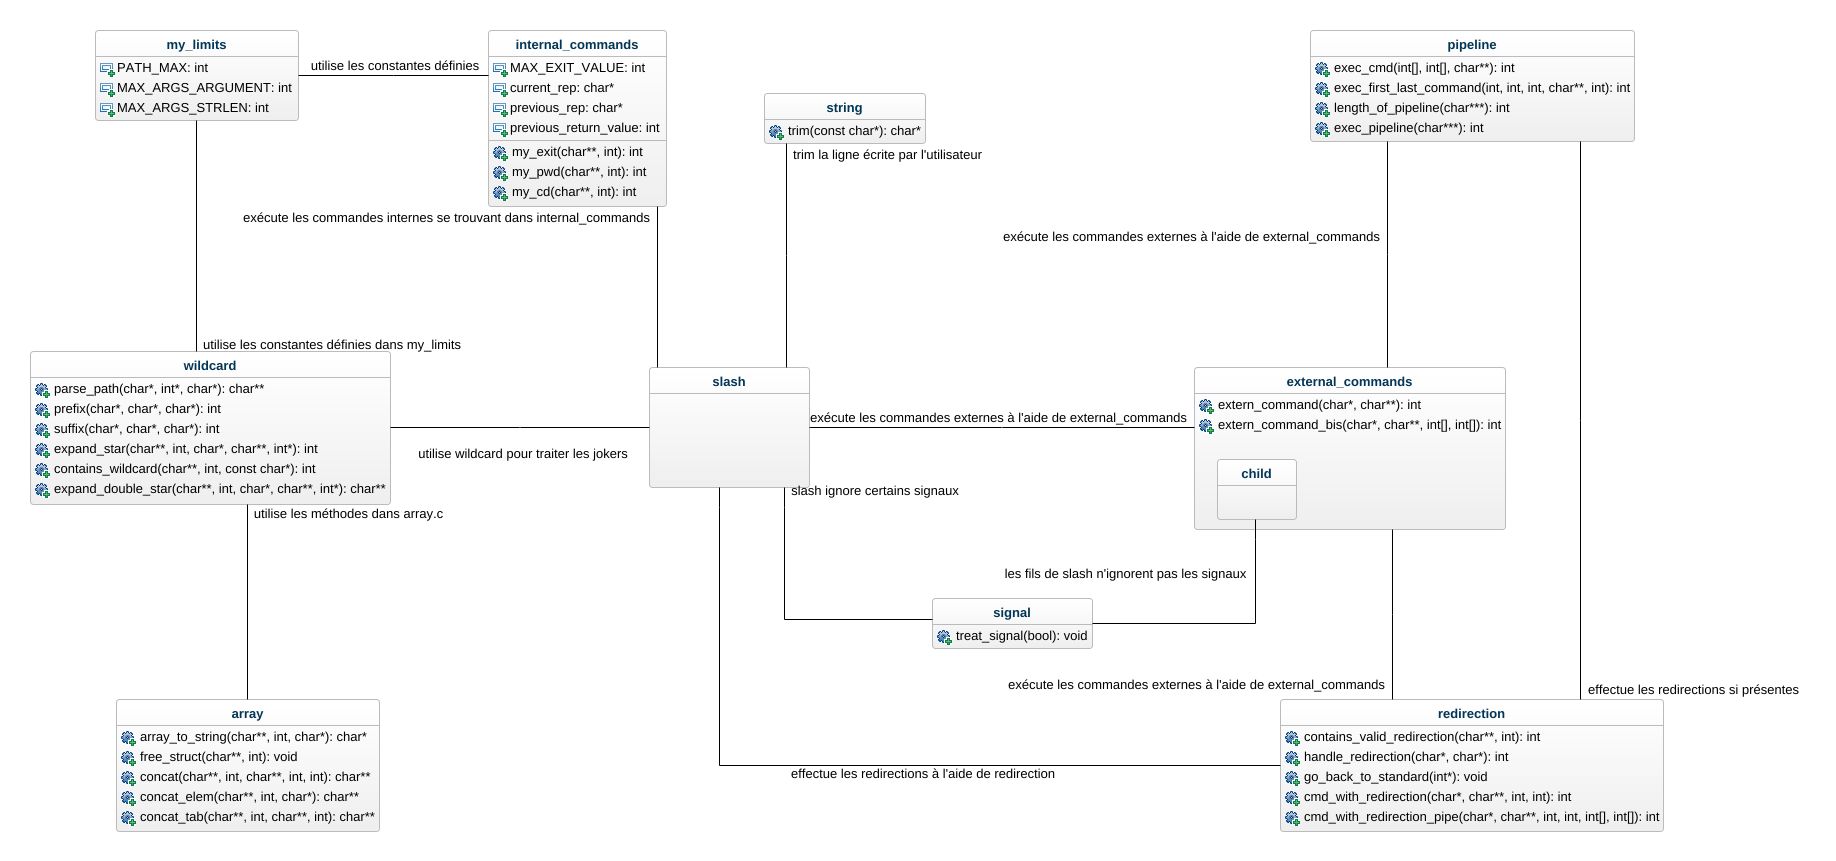 my_limits
PATH_MAX: int
MAX_ARGS_ARGUMENT: int
MAX_ARGS_STRLEN: int
utilise les constantes définies
internal_commands
MAX_EXIT_VALUE: int
current_rep: char*
previous_rep: char*
previous_return_value: int
my_exit(char**, int): int
my_pwd(char**, int): int
my_cd(char**, int): int
exécute les commandes internes se trouvant dans internal_commands
string
trim(const char*): char*
trim la ligne écrite par l'utilisateur
pipeline
exec_cmd(int[], int[], char**): int
exec_first_last_command(int, int, int, char**, int): int
length_of_pipeline(char***): int
exec_pipeline(char***): int
exécute les commandes externes à l'aide de external_commands
utilise les constantes définies dans my_limits
wildcard
parse_path(char*, int*, char*): char**
prefix(char*, char*, char*): int
suffix(char*, char*, char*): int
expand_star(char**, int, char*, char**, int*): int
contains_wildcard(char**, int, const char*): int
expand_double_star(char**, int, char*, char**, int*): char**
utilise wildcard pour traiter les jokers
utilise les méthodes dans array.c
slash
exécute les commandes externes à l'aide de external_commands
slash ignore certains signaux
external_commands
extern_command(char*, char**): int
extern_command_bis(char*, char**, int[], int[]): int
child
les fils de slash n'ignorent pas les signaux
signal
treat_signal(bool): void
exécute les commandes externes à l'aide de external_commands
effectue les redirections si présentes
array
array_to_string(char**, int, char*): char*
free_struct(char**, int): void
concat(char**, int, char**, int, int): char**
concat_elem(char**, int, char*): char**
concat_tab(char**, int, char**, int): char**
effectue les redirections à l'aide de redirection
redirection
contains_valid_redirection(char**, int): int
handle_redirection(char*, char*): int
go_back_to_standard(int*): void
cmd_with_redirection(char*, char**, int, int): int
cmd_with_redirection_pipe(char*, char**, int, int, int[], int[]): int